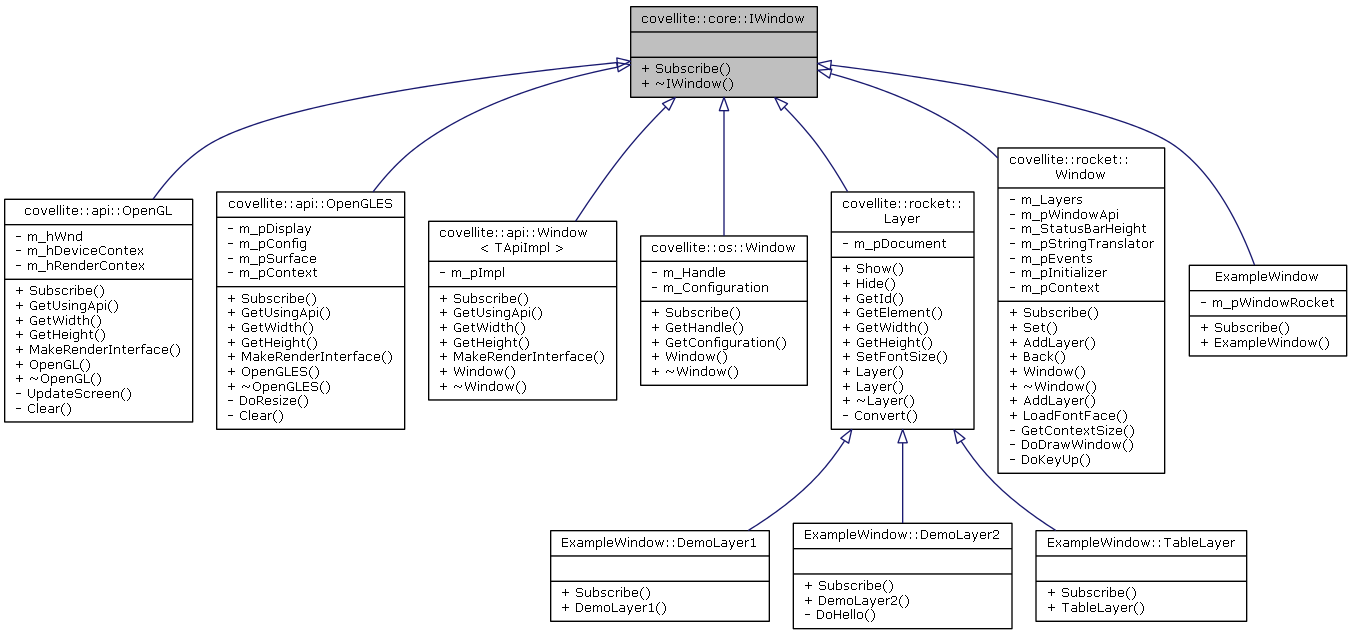 covellite::core::IWindow
+ Subscribe()
+ ~IWindow()
covellite::api::OpenGL
- m_hWnd
- m_hDeviceContex
- m_hRenderContex
+ Subscribe()
+ GetUsingApi()
+ GetWidth()
+ GetHeight()
+ MakeRenderInterface()
+ OpenGL()
+ ~OpenGL()
- UpdateScreen()
- Clear()
covellite::api::OpenGLES
- m_pDisplay
- m_pConfig
- m_pSurface
- m_pContext
+ Subscribe()
+ GetUsingApi()
+ GetWidth()
+ GetHeight()
+ MakeRenderInterface()
+ OpenGLES()
+ ~OpenGLES()
- DoResize()
- Clear()
covellite::api::Window
< TApiImpl >
- m_pImpl
+ Subscribe()
+ GetUsingApi()
+ GetWidth()
+ GetHeight()
+ MakeRenderInterface()
+ Window()
+ ~Window()
covellite::os::Window
- m_Handle
- m_Configuration
+ Subscribe()
+ GetHandle()
+ GetConfiguration()
+ Window()
+ ~Window()
covellite::rocket::
Layer
- m_pDocument
+ Show()
+ Hide()
+ GetId()
+ GetElement()
+ GetWidth()
+ GetHeight()
+ SetFontSize()
+ Layer()
+ Layer()
+ ~Layer()
- Convert()
covellite::rocket::
Window
- m_Layers
- m_pWindowApi
- m_StatusBarHeight
- m_pStringTranslator
- m_pEvents
- m_pInitializer
- m_pContext
+ Subscribe()
+ Set()
+ AddLayer()
+ Back()
+ Window()
+ ~Window()
+ AddLayer()
+ LoadFontFace()
- GetContextSize()
- DoDrawWindow()
- DoKeyUp()
ExampleWindow
- m_pWindowRocket
+ Subscribe()
+ ExampleWindow()
ExampleWindow::DemoLayer1
+ Subscribe()
+ DemoLayer1()
ExampleWindow::DemoLayer2
+ Subscribe()
+ DemoLayer2()
- DoHello()
ExampleWindow::TableLayer
+ Subscribe()
+ TableLayer()